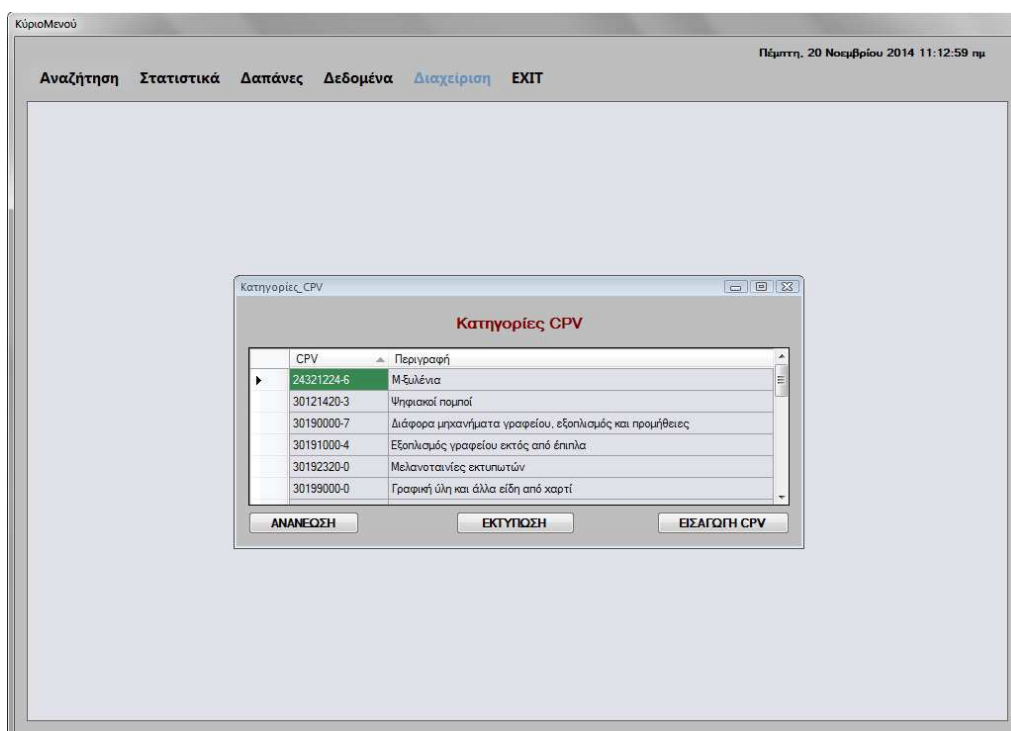 ΚύριοΜενού
Πέμπτη, 20 Νοεμβρίου 2014 11:12:59 πμ
Αναζήτηση Στατιστικά Δαπάνες Δεδομένα Διαχείριση EXIT
Κατηγορίες_CPV
Κατηγορίες CPV
CPV Περιγραφή
24321224-6 Μ-ξυλένια
30121420-3 Ψηφιακοί πομποί
30190000-7 Διάφορα μηχανήματα γραφείου, εξοπλισμός και προμήθειες
30191000-4 Εξοπλισμός γραφείου εκτός από έπιπλα
30192320-0 Μελανοταινίες εκτυπωτών
30199000-0 Γραφική ύλη και άλλα είδη από χαρτί
ΑΝΑΝΕΩΣΗ ΕΚΤΥΠΩΣΗ ΕΙΣΑΓΩΓΗ CPV